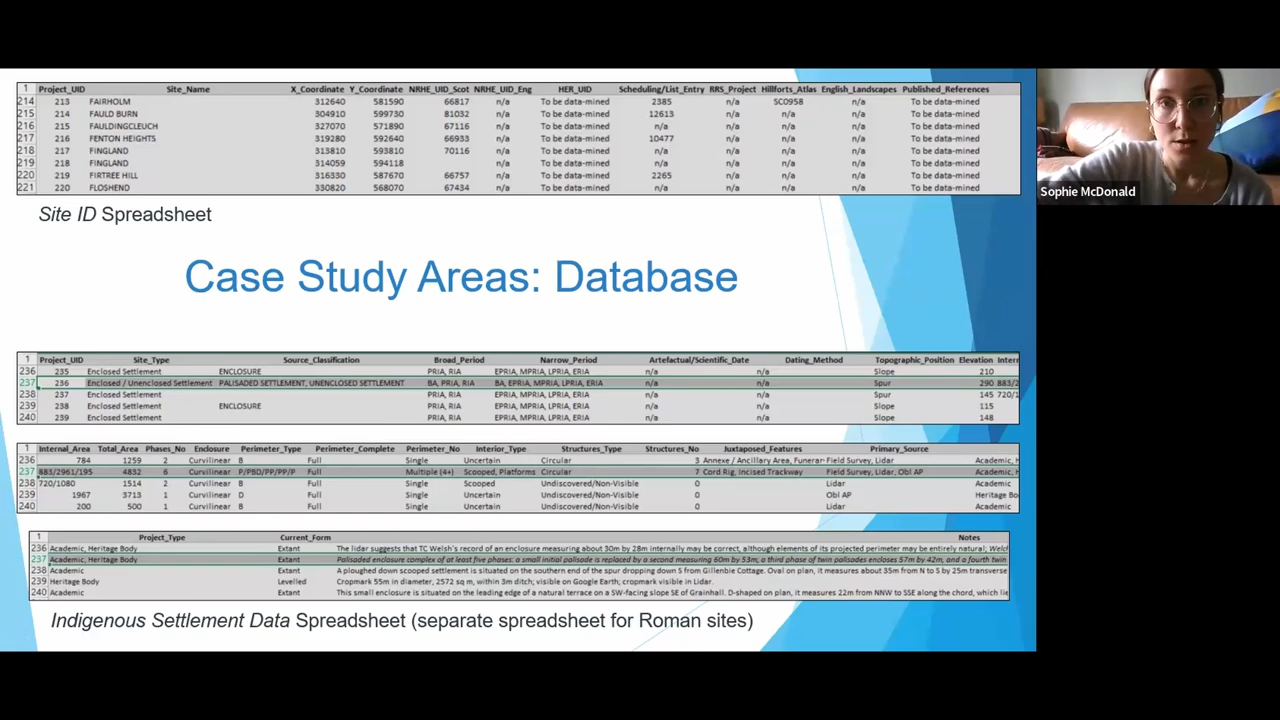 1 Project_UID Site_Name X_Coordinate Y_Coordinate NRHE_UID_Scot NRHE_UID_Eng HER_UID Scheduling/List_Entry RRS_Project Hillforts_Atlas English_Landscapes Published_References
214 213 FAIRHOLM 312640 581590 66817 n/a To be data-mined 2385 n/a SC0958 n/a To be data-mined
215 214 FAULD BURN 304910 599730 81032 n/a To be data-mined 12613 n/a n/a n/a To be data-mined
216 215 FAULDINGCLEUCH 327070 571890 67116 n/a To be data-mined n/a n/a n/a n/a To be data-mined
217 216 FENTON HEIGHTS 319280 592640 66933 n/a To be data-mined 10477 n/a n/a n/a To be data-mined
218 217 FINGLAND 313810 593810 70116 n/a To be data-mined n/a n/a n/a n/a To be data-mined
219 218 FINGLAND 314059 594118 n/a To be data-mined n/a n/a n/a n/a To be data-mined
220 219 FIRTREE HILL 316330 587670 66757 n/a To be data-mined 2265 n/a n/a n/a To be data-mined
221 220 FLOSHEND 330820 568070 67434 n/a To be data-mined n/a n/a n/a n/a To be data-mined
Sophie McDonald
Site ID Spreadsheet
Case Study Areas: Database
1 Project_UID Site_Type Source_Classification Broad_Period Narrow_Period Artefactual/Scientific_Date Dating_Method Topographic_Position Elevation Intern
236 235 Enclosed Settlement ENCLOSURE PRIA, RIA EPRIA, MPRIA, LPRIA, ERIA n/a n/a Slope 210
237 236 Enclosed / Unenclosed Settlement PALISADED SETTLEMENT, UNENCLOSED SETTLEMENT BA, PRIA, RIA BA, EPRIA, MPRIA, LPRIA, ERIA n/a n/a Spur 290 883/2
238 237 Enclosed Settlement PRIA, RIA EPRIA, MPRIA, LPRIA, ERIA n/a n/a Spur 145 720/1
239 238 Enclosed Settlement ENCLOSURE PRIA, RIA EPRIA, MPRIA, LPRIA, ERIA n/a n/a Slope 115
240 239 Enclosed Settlement PRIA, RIA EPRIA, MPRIA, LPRIA, ERIA n/a n/a Slope 148
1 Internal_Area Total_Area Phases_No Enclosure Perimeter_Type Perimeter_Complete Perimeter_No Interior_Type Structures_Type Structures_No Juxtaposed_Features Primary_Source
236 784 1259 2 Curvilinear B Full Single Uncertain Circular 3 Annexe / Ancillary Area, Funerar Field Survey, Lidar Academic, H
237 883/2961/195 4832 6 Curvilinear P/PBD/PP/PP/P Full Multiple (4+) Scooped, Platforms Circular 7 Cord Rig, Incised Trackway Field Survey, Lidar, Obl AP Academic, H
238 720/1080 1514 2 Curvilinear B Full Single Scooped Undiscovered/Non-Visible 0 Lidar Academic
239 1967 3713 1 Curvilinear D Full Single Uncertain Undiscovered/Non-Visible 0 Obl AP Heritage Bo
240 200 500 1 Curvilinear B Full Single Uncertain Undiscovered/Non-Visible 0 Lidar Academic
1 Project_Type Current_Form Notes
236 Academic, Heritage Body Extant The lidar suggests that TC Welsh's record of an enclosure measuring about 30m by 28m internally may be correct, although elements of its projected perimeter may be entirely natural; Welch
237 Academic, Heritage Body Extant Palisaded enclosure complex of at least five phases: a small initial palisade is replaced by a second measuring 60m by 53m; a third phase of twin palisades encloses 57m by 42m, and a fourth twin
238 Academic Extant A ploughed down scooped settlement is situated on the southern end of the spur dropping down S from Gillenbie Cottage. Oval on plan, it measures about 35m from N to S by 25m transverse
239 Heritage Body Levelled Cropmark 55m in diameter, 2572 sq m, within 3m ditch; visible on Google Earth; cropmark visible in Lidar.
240 Academic Extant This small enclosure is situated on the leading edge of a natural terrace on a SW-facing slope SE of Grainhall. D-shaped on plan, it measures 22m from NNW to SSE along the chord, which lie
Indigenous Settlement Data Spreadsheet (separate spreadsheet for Roman sites)